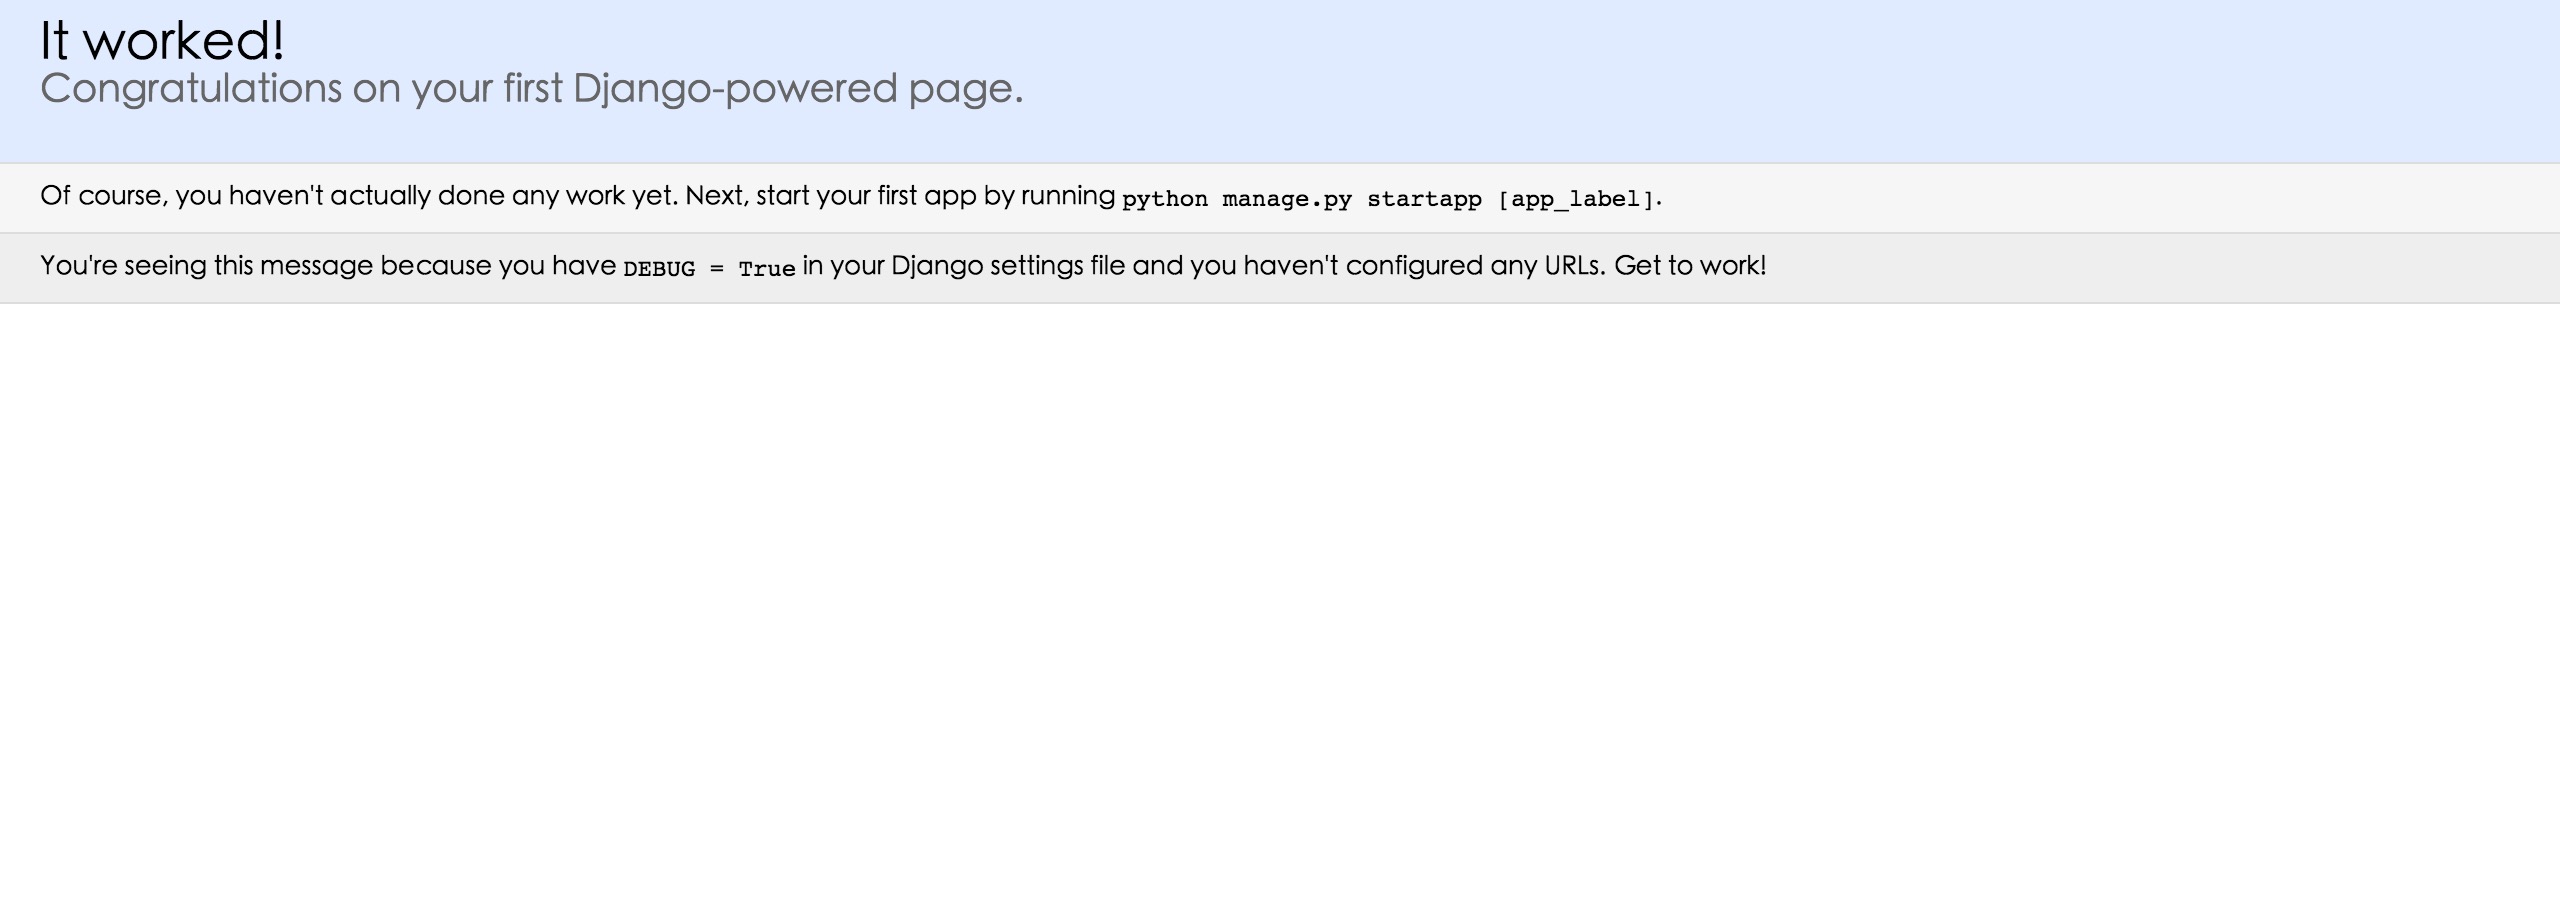 It worked!
Congratulations on your first Django-powered page.
Of course, you haven't actually done any work yet. Next, start your first app by running python manage.py startapp [app_label].
You're seeing this message because you have DEBUG = True in your Django settings file and you haven't configured any URLs. Get to work!